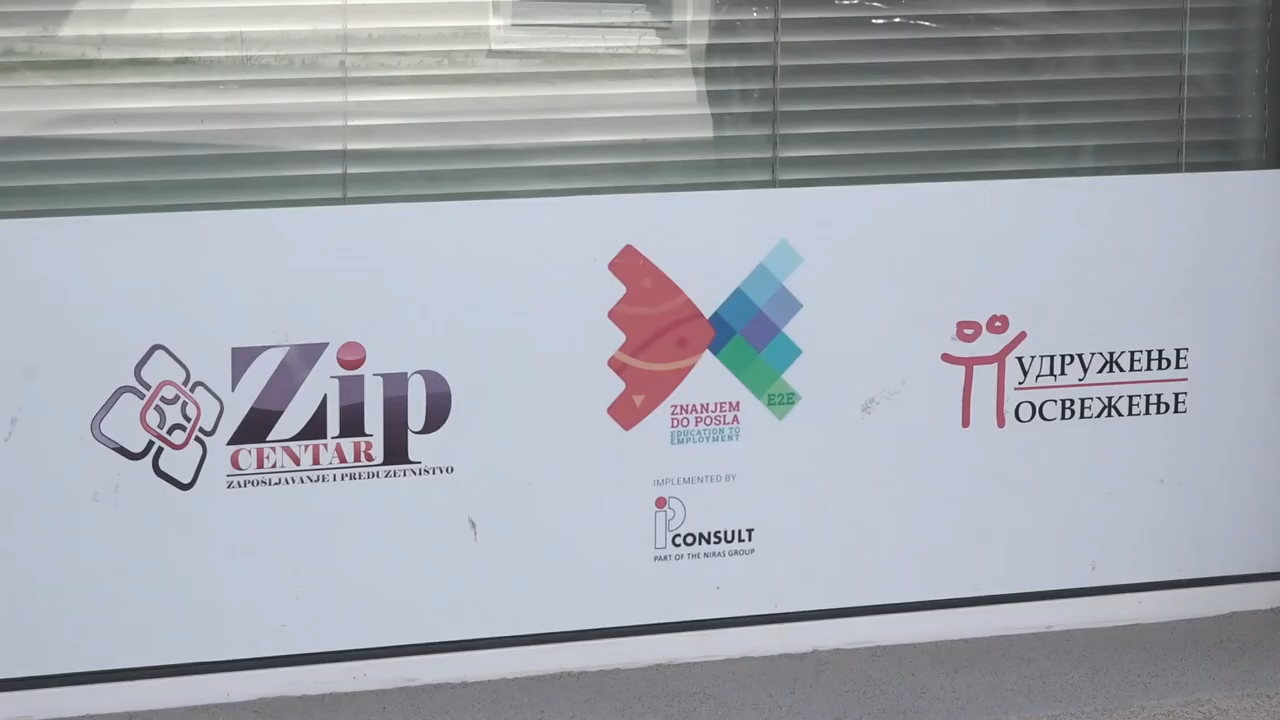 Zip
CENTAR
ZAPOŠLJAVANJE I PREDUZETNIŠTVO
E2E
ZNANJEM
DO POSLA
EDUCATION TO
EMPLOYMENT
IMPLEMENTED BY
ip CONSULT
PART OF THE NIRAS GROUP
УДРУЖЕЊЕ
ОСВЕЖЕЊЕ